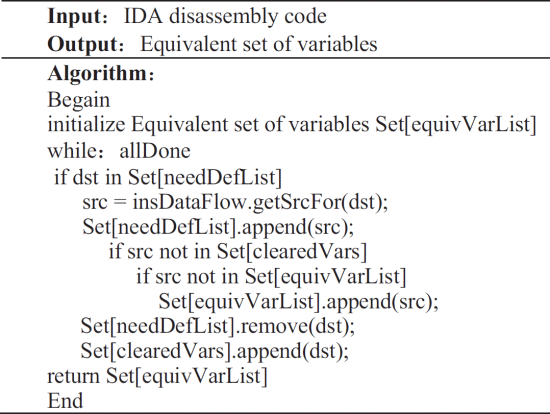 Input：IDA disassembly code
Output：Equivalent set of variables
Algorithm：
Begain
initialize Equivalent set of variables Set[equivVarList]
while：allDone
if dst in Set[needDefList]
src = insDataFlow.getSrcFor(dst);
Set[needDefList].append(src);
if src not in Set[clearedVars]
if src not in Set[equivVarList]
Set[equivVarList].append(src);
Set[needDefList].remove(dst);
Set[clearedVars].append(dst);
return Set[equivVarList]
End